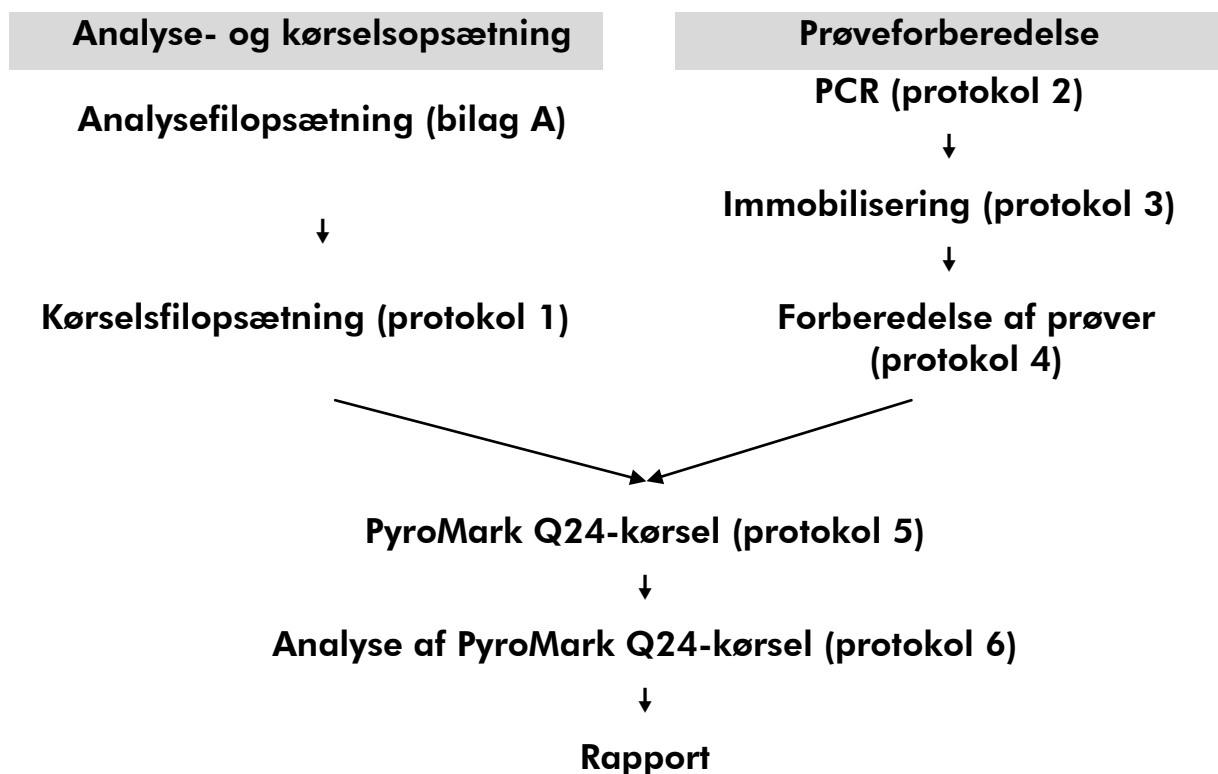 Analyse- og kørselsopsætning
Analysefilopsætning (bilag A)
Kørselsfilopsætning (protokol 1)
Prøveforberedelse
PCR (protokol 2)
Immobilisering (protokol 3)
Forberedelse af prøver
(protokol 4)
PyroMark Q24-kørsel (protokol 5)
Analyse af PyroMark Q24-kørsel (protokol 6)
Rapport